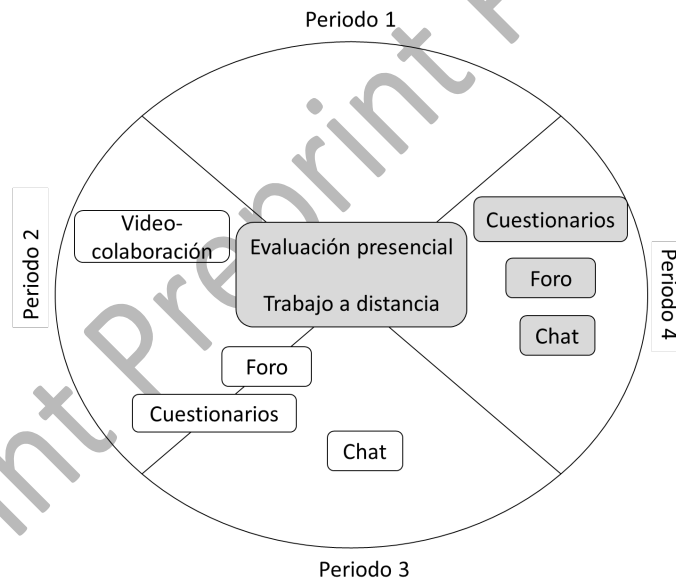 Periodo 1
Periodo 2
Video-
colaboración
Evaluación presencial
Trabajo a distancia
Cuestionarios
Foro
Chat
Periodo 4
Foro
Cuestionarios
Chat
Periodo 3
Preprint